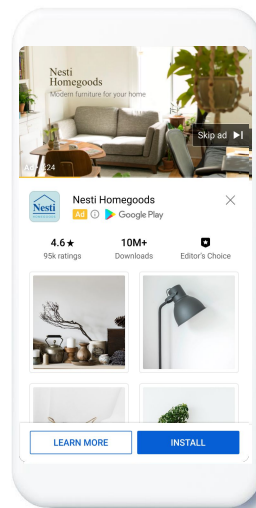 Nesti
Homegoods
Modern furniture for your home
Skip ad
Nesti
Nesti Homegoods
Ad
Google Play
4.6★
10M+
95k ratings
Downloads
Editor's Choice
LEARN MORE
INSTALL